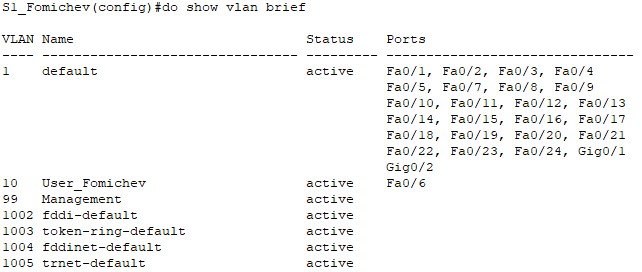 S1_Fomichev(config)#do show vlan brief
VLAN Name                             Status    Ports
---- -------------------------------- --------- -------------------------------
1    default                          active    Fa0/1, Fa0/2, Fa0/3, Fa0/4
                                                Fa0/5, Fa0/7, Fa0/8, Fa0/9
                                                Fa0/10, Fa0/11, Fa0/12, Fa0/13
                                                Fa0/14, Fa0/15, Fa0/16, Fa0/17
                                                Fa0/18, Fa0/19, Fa0/20, Fa0/21
                                                Fa0/22, Fa0/23, Fa0/24, Gig0/1
                                                Gig0/2
10   User_Fomichev                    active    Fa0/6
99   Management                       active
1002 fddi-default                     active
1003 token-ring-default               active
1004 fddinet-default                  active
1005 trnet-default                    active